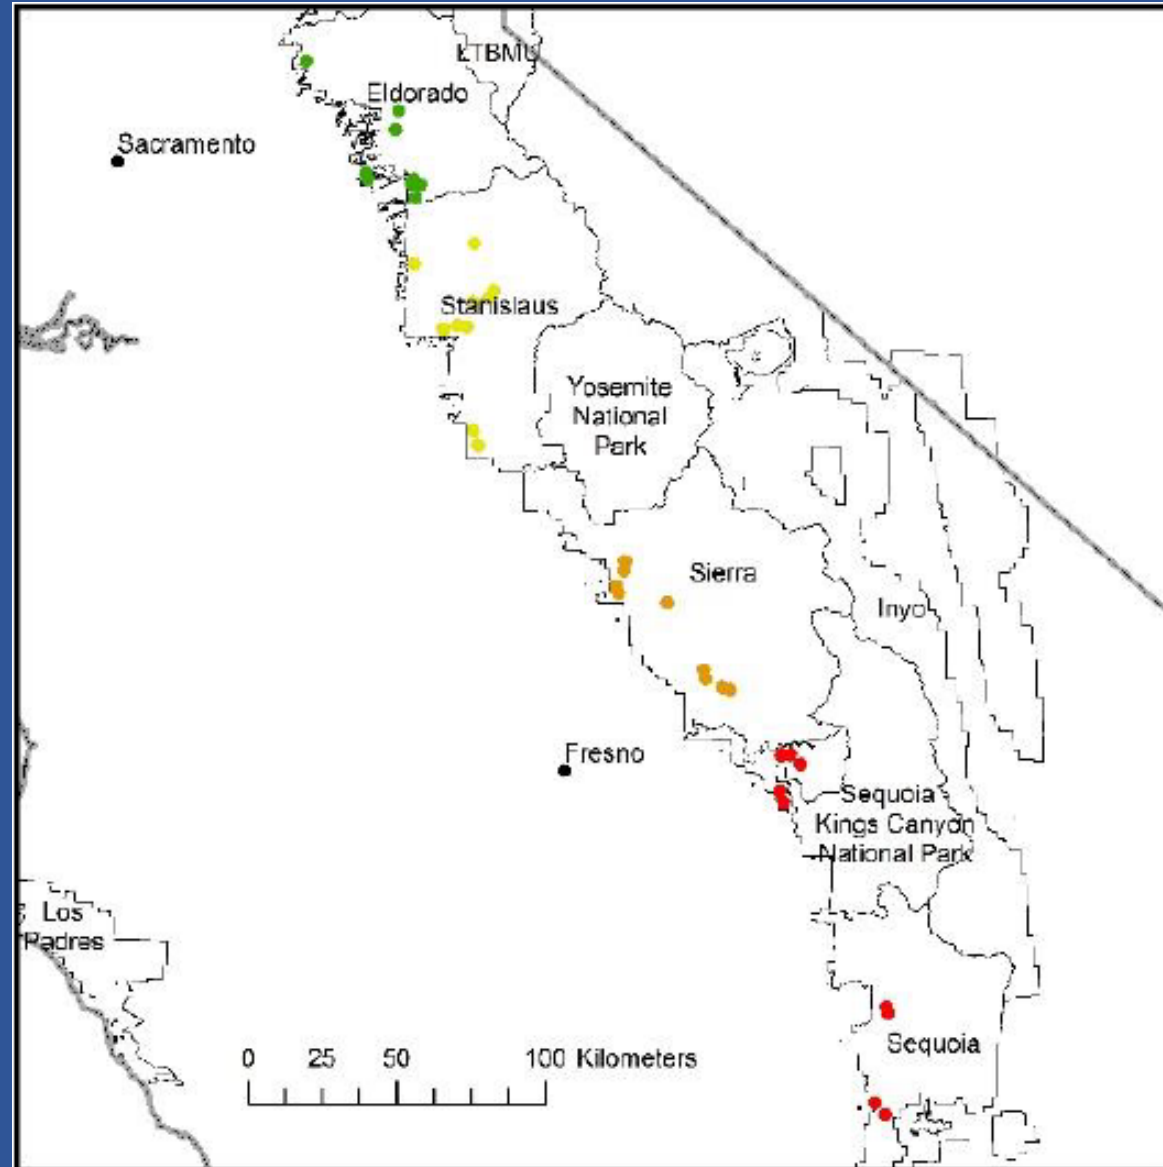 LTBMU
Eldorado
Sacramento
Stanislaus
Yosemite
National
Park
Sierra
Inyo
Fresno
Sequoia
Kings Canyon
National Park
Los
Padres
Sequoia
0 25 50 100 Kilometers